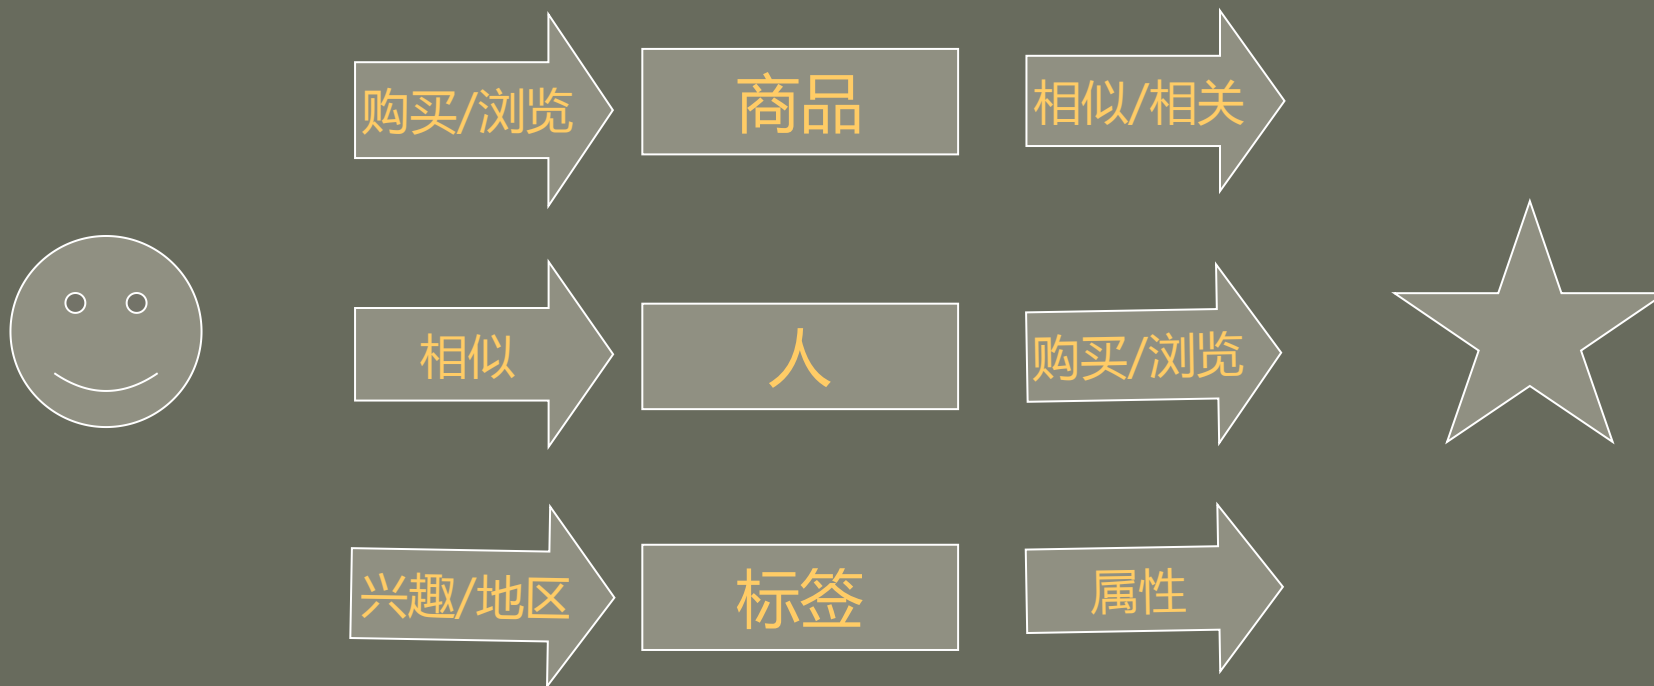 购买/浏览
商品
相似/相关
相似
人
购买/浏览
兴趣/地区
标签
属性